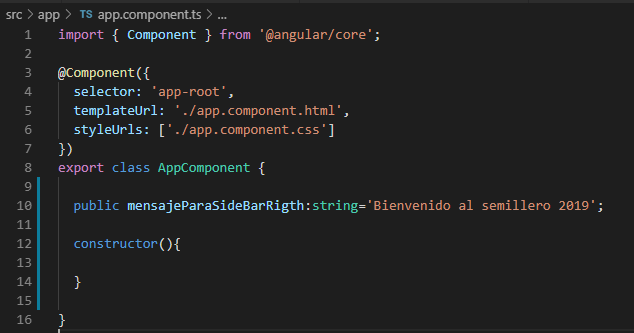 src > app > TS app.component.ts > ...
1 import { Component } from '@angular/core';
2
3 @Component({
4   selector: 'app-root',
5   templateUrl: './app.component.html',
6   styleUrls: ['./app.component.css']
7 })
8 export class AppComponent {
9
10   public mensajeParaSideBarRigth:string='Bienvenido al semillero 2019';
11
12   constructor(){
13
14   }
15
16 }